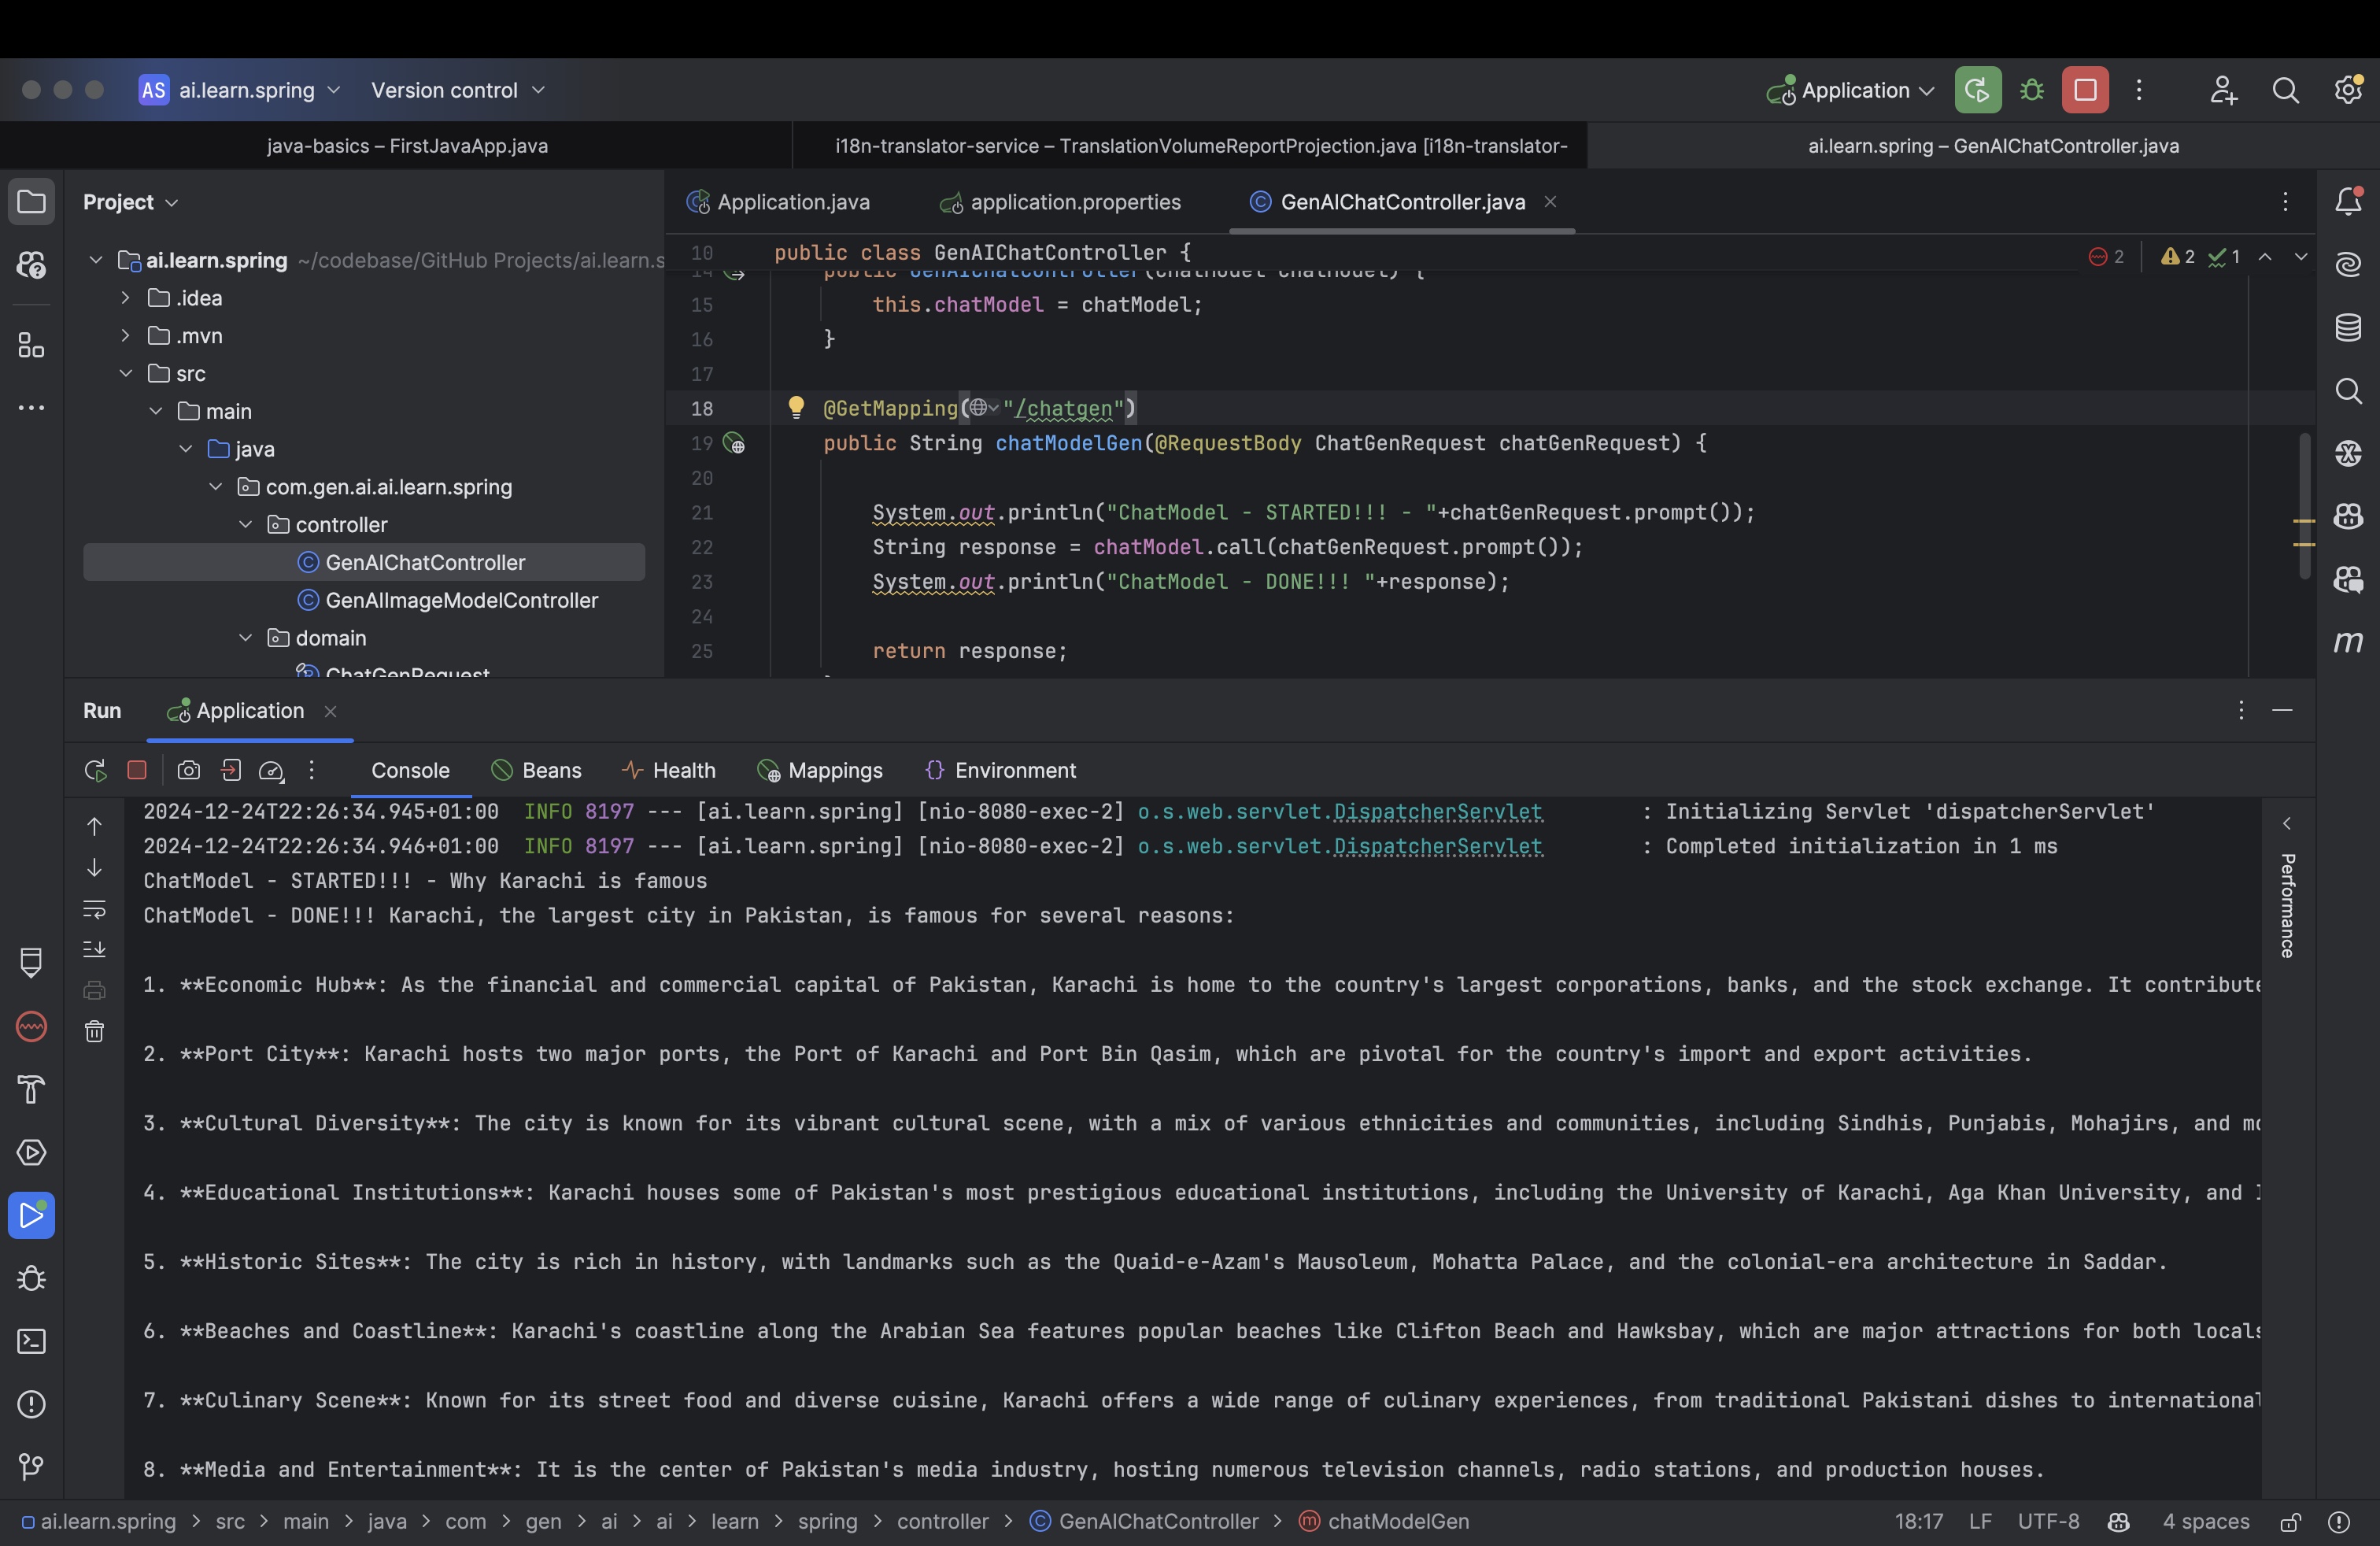 AS ai.learn.spring Version control Application
java-basics – FirstJavaApp.java i18n-translator-service – TranslationVolumeReportProjection.java [i18n-translator- ai.learn.spring – GenAIChatController.java
Project
ai.learn.spring ~/codebase/GitHub Projects/ai.learn.s
.idea
.mvn
src
main
java
com.gen.ai.ai.learn.spring
controller
GenAIChatController
GenAIImageModelController
domain
ChatGenRequest
Application.java application.properties GenAIChatController.java
10 public class GenAIChatController { 2 2 1
14 public GenAIChatController(ChatModel chatModel) {
15 this.chatModel = chatModel;
16 }
17
18 @GetMapping("/chatgen")
19 public String chatModelGen(@RequestBody ChatGenRequest chatGenRequest) {
20
21 System.out.println("ChatModel - STARTED!!! - "+chatGenRequest.prompt());
22 String response = chatModel.call(chatGenRequest.prompt());
23 System.out.println("ChatModel - DONE!!! "+response);
24
25 return response;
Run Application
Console Beans Health Mappings Environment
2024-12-24T22:26:34.945+01:00 INFO 8197 --- [ai.learn.spring] [nio-8080-exec-2] o.s.web.servlet.DispatcherServlet : Initializing Servlet 'dispatcherServlet'
2024-12-24T22:26:34.946+01:00 INFO 8197 --- [ai.learn.spring] [nio-8080-exec-2] o.s.web.servlet.DispatcherServlet : Completed initialization in 1 ms
ChatModel - STARTED!!! - Why Karachi is famous
ChatModel - DONE!!! Karachi, the largest city in Pakistan, is famous for several reasons:
1. **Economic Hub**: As the financial and commercial capital of Pakistan, Karachi is home to the country's largest corporations, banks, and the stock exchange. It contribute
2. **Port City**: Karachi hosts two major ports, the Port of Karachi and Port Bin Qasim, which are pivotal for the country's import and export activities.
3. **Cultural Diversity**: The city is known for its vibrant cultural scene, with a mix of various ethnicities and communities, including Sindhis, Punjabis, Mohajirs, and mo
4. **Educational Institutions**: Karachi houses some of Pakistan's most prestigious educational institutions, including the University of Karachi, Aga Khan University, and
5. **Historic Sites**: The city is rich in history, with landmarks such as the Quaid-e-Azam's Mausoleum, Mohatta Palace, and the colonial-era architecture in Saddar.
6. **Beaches and Coastline**: Karachi's coastline along the Arabian Sea features popular beaches like Clifton Beach and Hawksbay, which are major attractions for both locals
7. **Culinary Scene**: Known for its street food and diverse cuisine, Karachi offers a wide range of culinary experiences, from traditional Pakistani dishes to international
8. **Media and Entertainment**: It is the center of Pakistan's media industry, hosting numerous television channels, radio stations, and production houses.
Performance
ai.learn.spring > src > main > java > com > gen > ai > ai > learn > spring > controller > GenAIChatController > chatModelGen 18:17 LF UTF-8 4 spaces